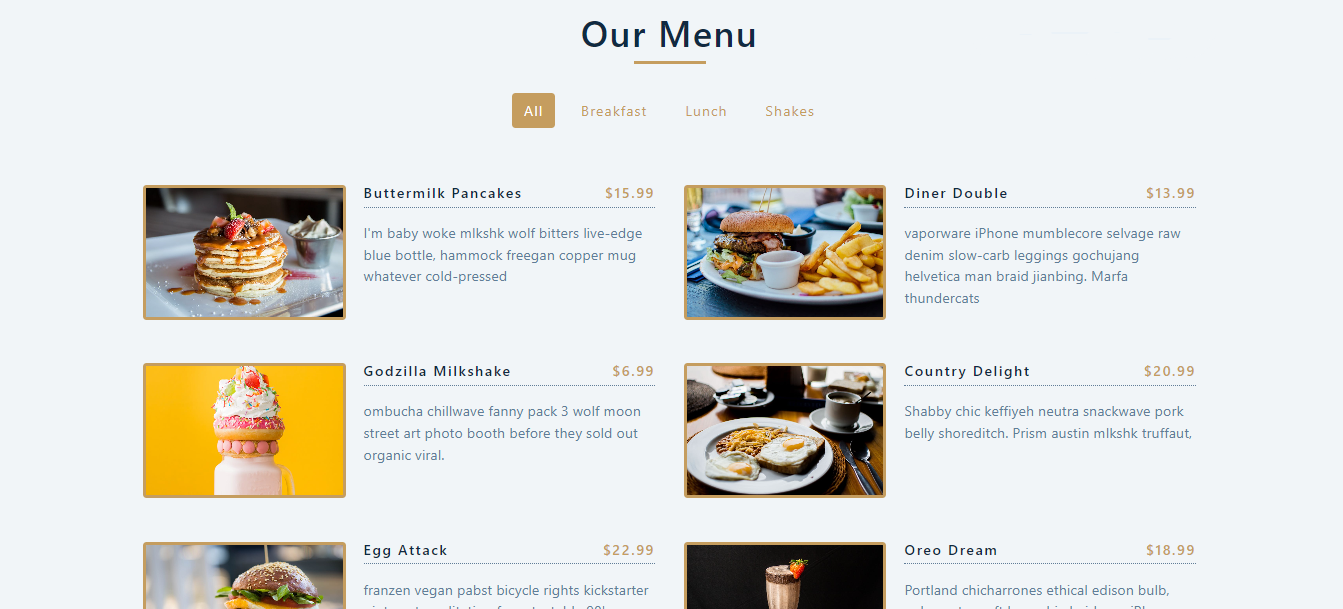 Our Menu
All Breakfast Lunch Shakes
Buttermilk Pancakes $15.99
I'm baby woke mlkshk wolf bitters live-edge
blue bottle, hammock freegan copper mug
whatever cold-pressed
Diner Double $13.99
vaporware iPhone mumblecore selvage raw
denim slow-carb leggings gochujang
helvetica man braid jianbing. Marfa
thundercats
Godzilla Milkshake $6.99
ombucha chillwave fanny pack 3 wolf moon
street art photo booth before they sold out
organic viral.
Country Delight $20.99
Shabby chic keffiyeh neutra snackwave pork
belly shoreditch. Prism austin mlkshk truffaut,
Egg Attack $22.99
franzen vegan pabst bicycle rights kickstarter
Oreo Dream $18.99
Portland chicharrones ethical edison bulb,